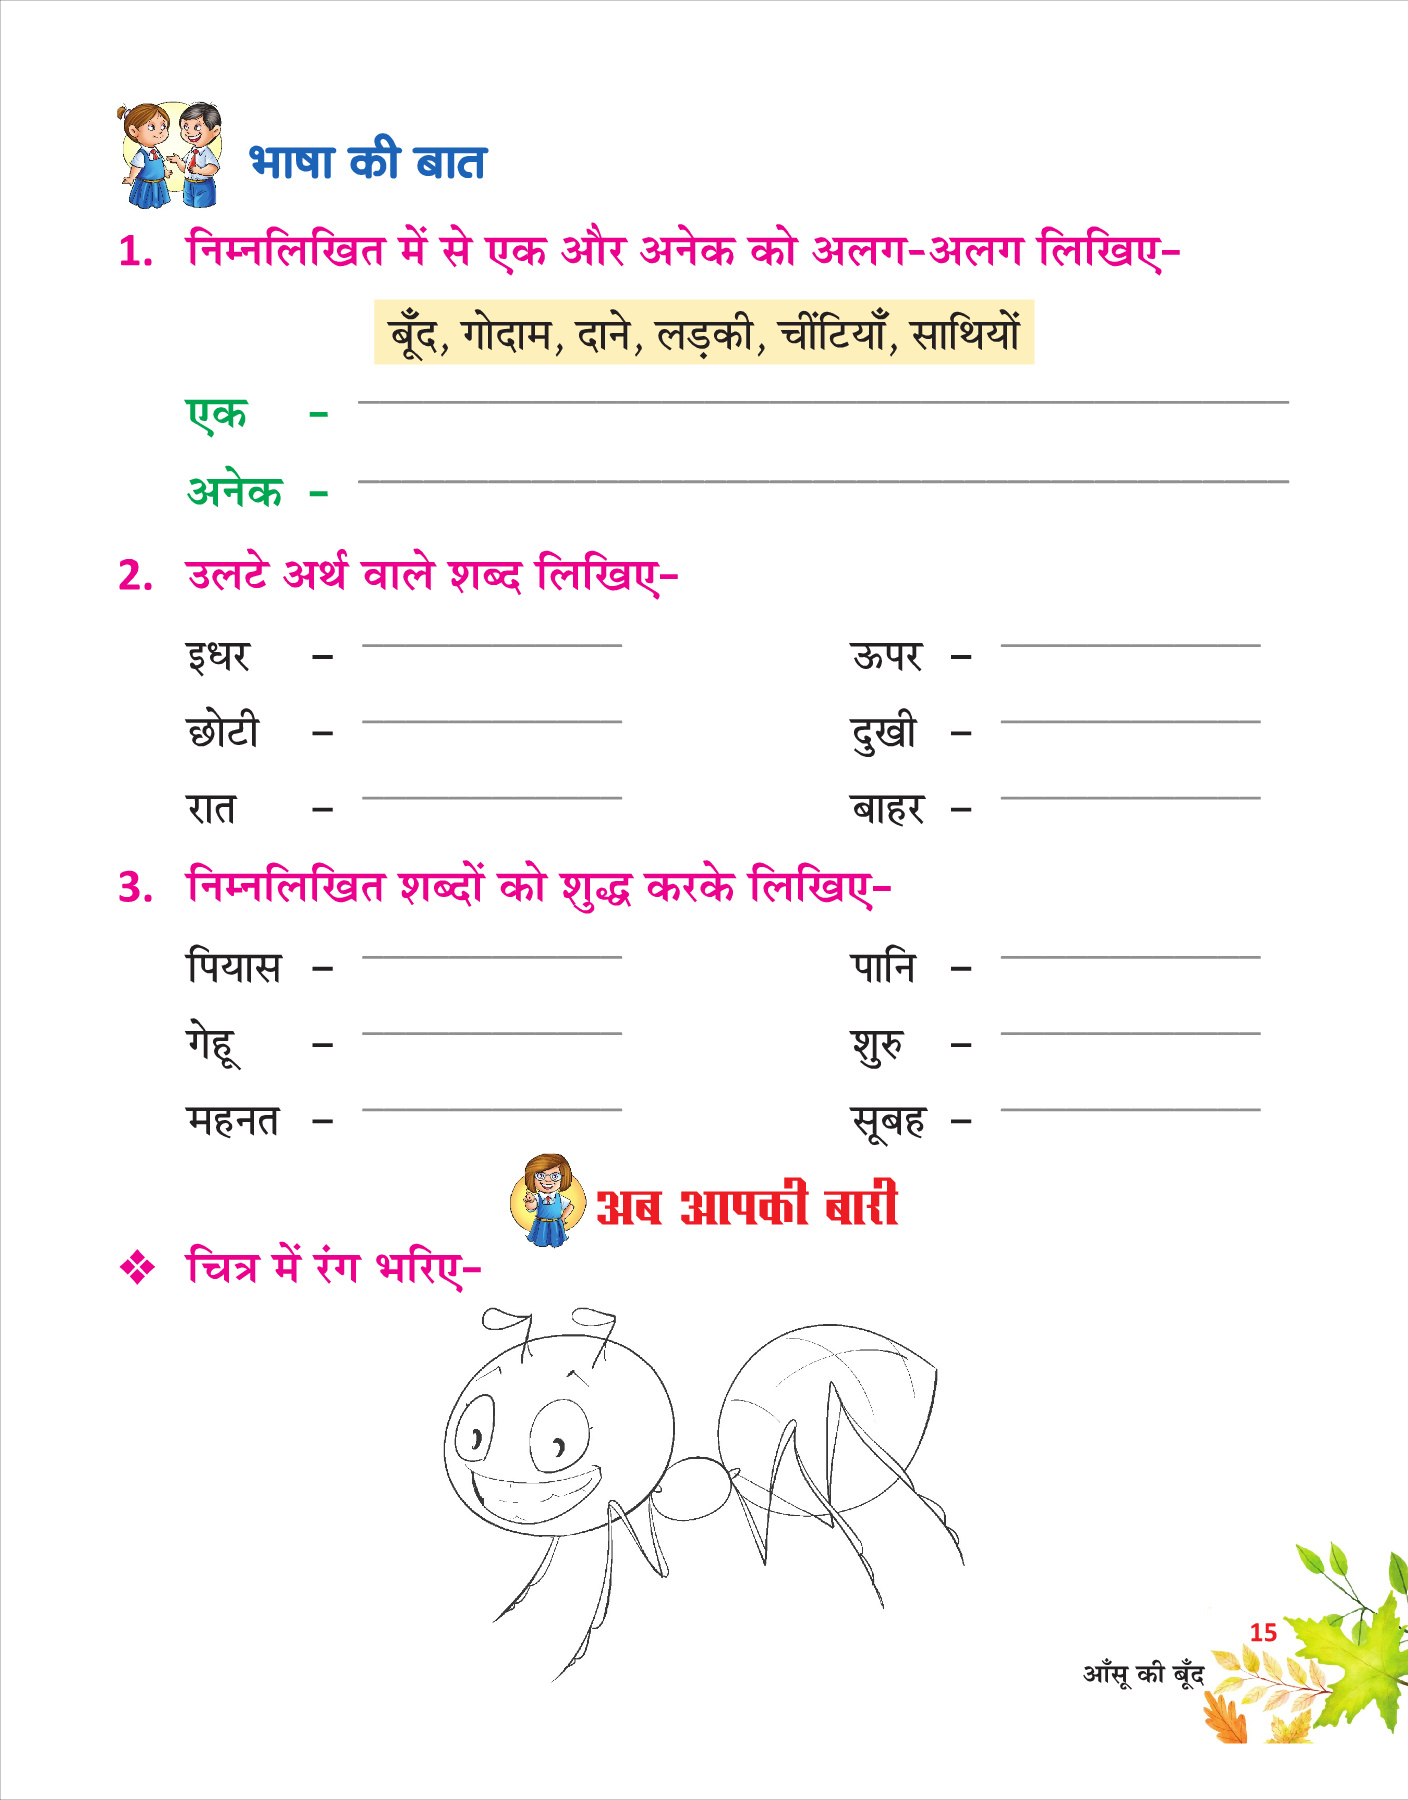 भाषा की बात
1. निम्नलिखित में से एक और अनेक को अलग-अलग लिखिए-
बूँद, गोदाम, दाने, लड़की, चींटियाँ, साथियों
एक -
अनेक -
2. उलटे अर्थ वाले शब्द लिखिए-
इधर - ऊपर -
छोटी - दुखी -
रात - बाहर -
3. निम्नलिखित शब्दों को शुद्ध करके लिखिए-
पियास - पानि -
गेहू - शुरु -
महनत - सूबह -
अब आपकी बारी
❖ चित्र में रंग भरिए-
15
आँसू की बूँद